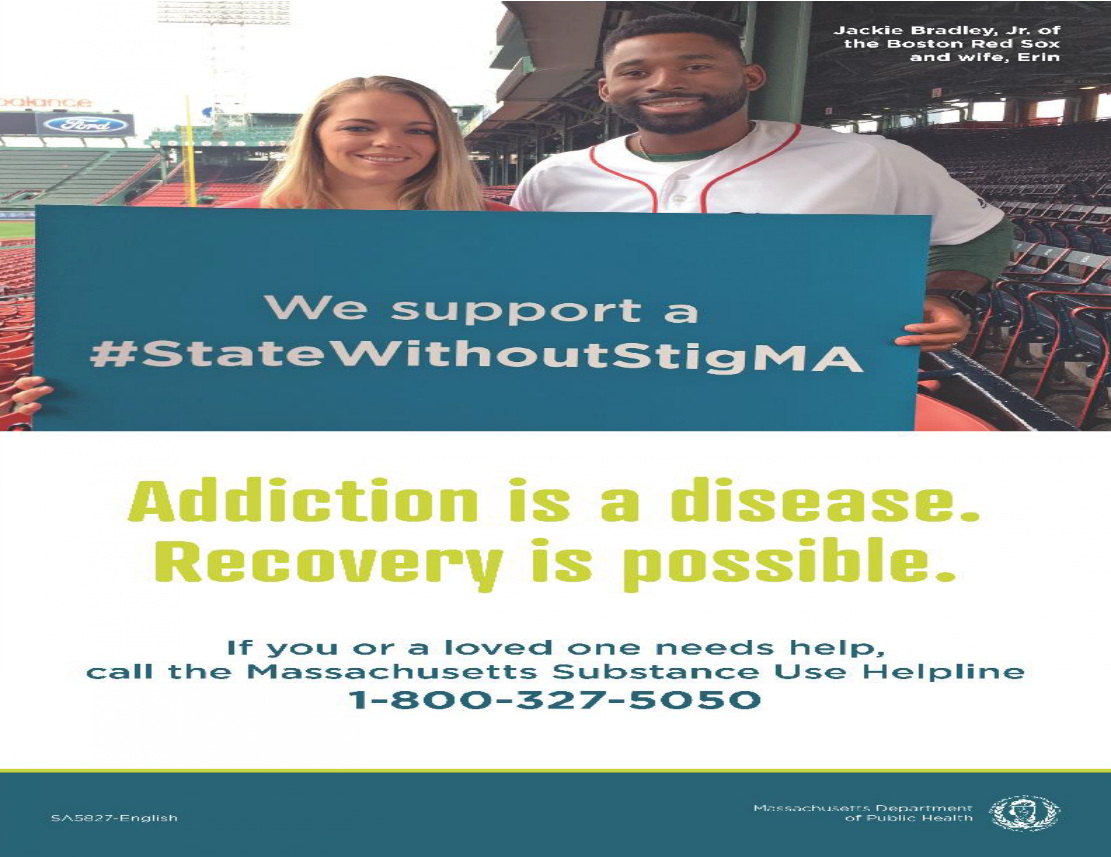 Jackie Bradley, Jr. of
the Boston Red Sox
and wife, Erin
balance
Ford
We support a
#StateWithoutStigMA
Addiction is a disease.
Recovery is possible.
If you or a loved one needs help,
call the Massachusetts Substance Use Helpline
1-800-327-5050
SA5827-English
Massachusetts Department
of Public Health